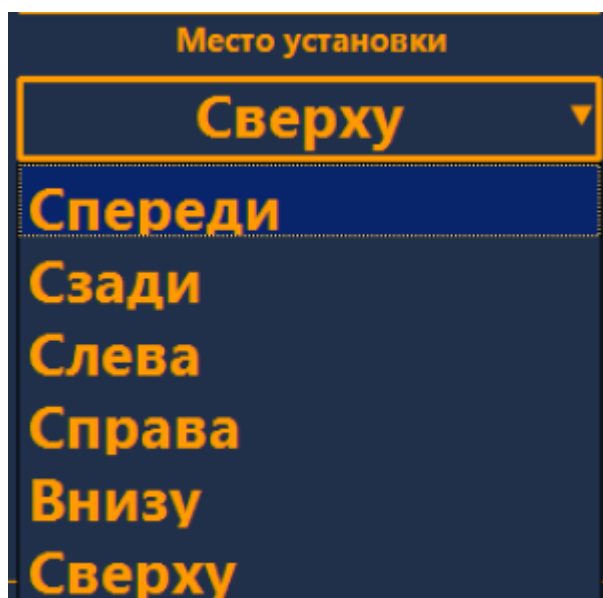 Место установки
Сверху
Спереди
Сзади
Слева
Справа
Внизу
Сверху